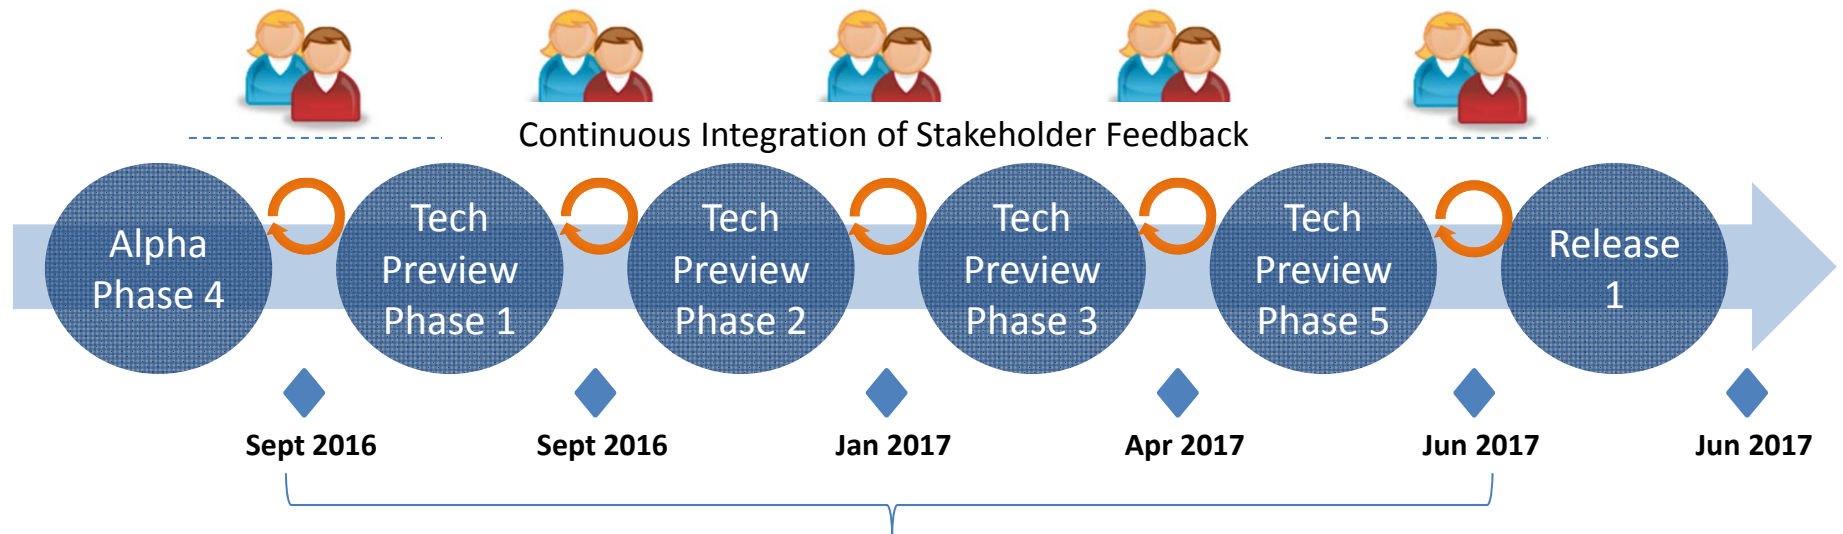 Continuous Integration of Stakeholder Feedback
Alpha
Phase 4
Tech
Preview
Phase 1
Tech
Preview
Phase 2
Tech
Preview
Phase 3
Tech
Preview
Phase 5
Release
1
Sept 2016
Sept 2016
Jan 2017
Apr 2017
Jun 2017
Jun 2017